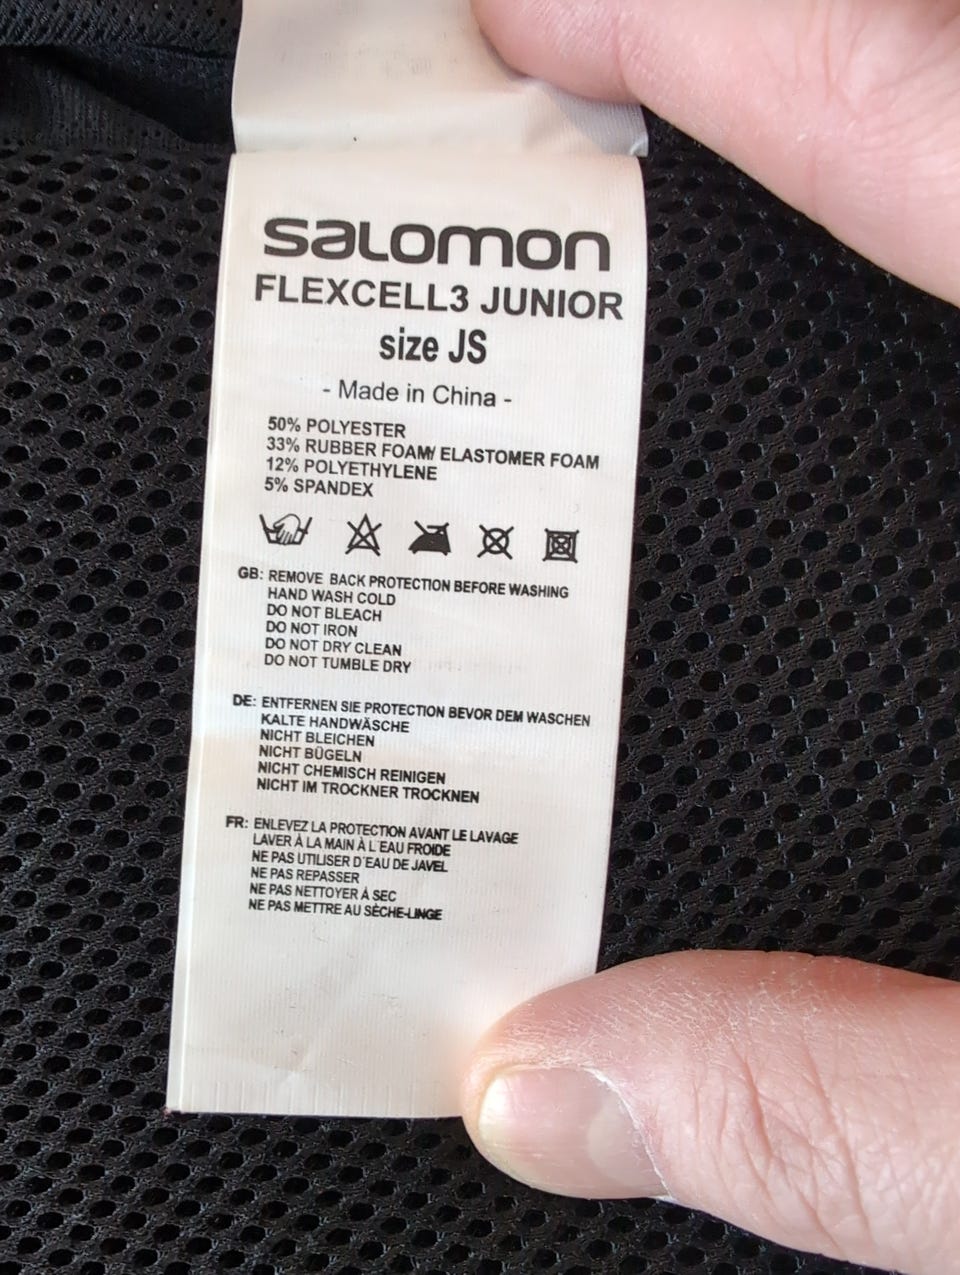 SALOMON
FLEXCELL3 JUNIOR
size JS
- Made in China -
50% POLYESTER
33% RUBBER FOAM/ ELASTOMER FOAM
12% POLYETHYLENE
5% SPANDEX
GB: REMOVE BACK PROTECTION BEFORE WASHING
HAND WASH COLD
DO NOT BLEACH
DO NOT IRON
DO NOT DRY CLEAN
DO NOT TUMBLE DRY
DE: ENTFERNEN SIE PROTECTION BEVOR DEM WASCHEN
KALTE HANDWÄSCHE
NICHT BLEICHEN
NICHT BÜGELN
NICHT CHEMISCH REINIGEN
NICHT IM TROCKNER TROCKNEN
FR: ENLEVEZ LA PROTECTION AVANT LE LAVAGE
LAVER À LA MAIN À L'EAU FROIDE
NE PAS UTILISER D'EAU DE JAVEL
NE PAS REPASSER
NE PAS NETTOYER À SEC
NE PAS METTRE AU SÈCHE-LINGE